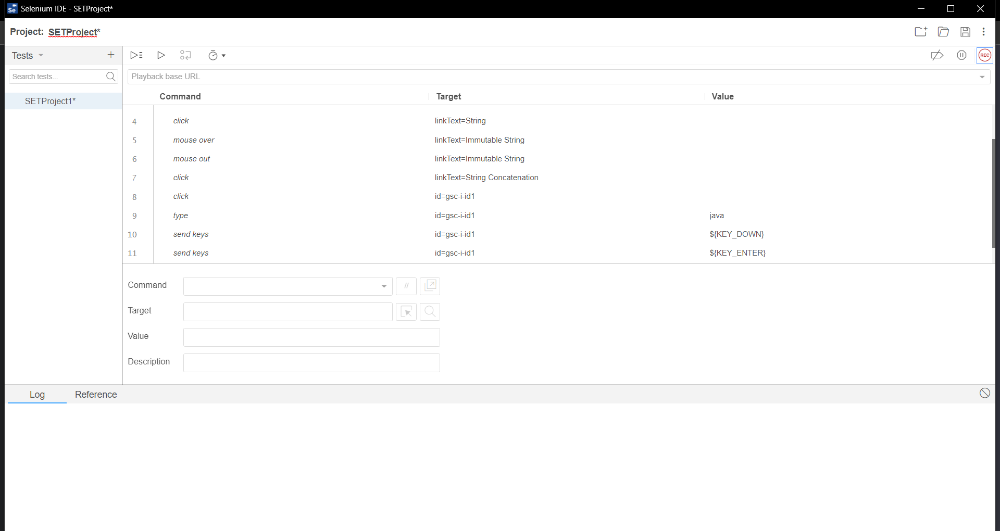 Selenium IDE - SETProject*
Project: SETProject*
Tests
Search tests...
Playback base URL
SETProject1*
Command Target Value
4 click linkText=String
5 mouse over linkText=Immutable String
6 mouse out linkText=Immutable String
7 click linkText=String Concatenation
8 click id=gsc-i-id1
9 type id=gsc-i-id1 java
10 send keys id=gsc-i-id1 ${KEY_DOWN}
11 send keys id=gsc-i-id1 ${KEY_ENTER}
Command //
Target
Value
Description
Log Reference
Se
REC